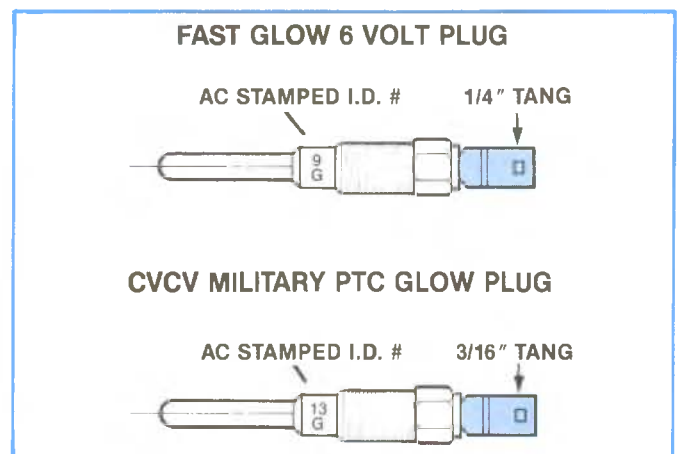 FAST GLOW 6 VOLT PLUG
AC STAMPED I.D. # 1/4" TANG
9
G
CVCV MILITARY PTC GLOW PLUG
AC STAMPED I.D. # 3/16" TANG
13
G